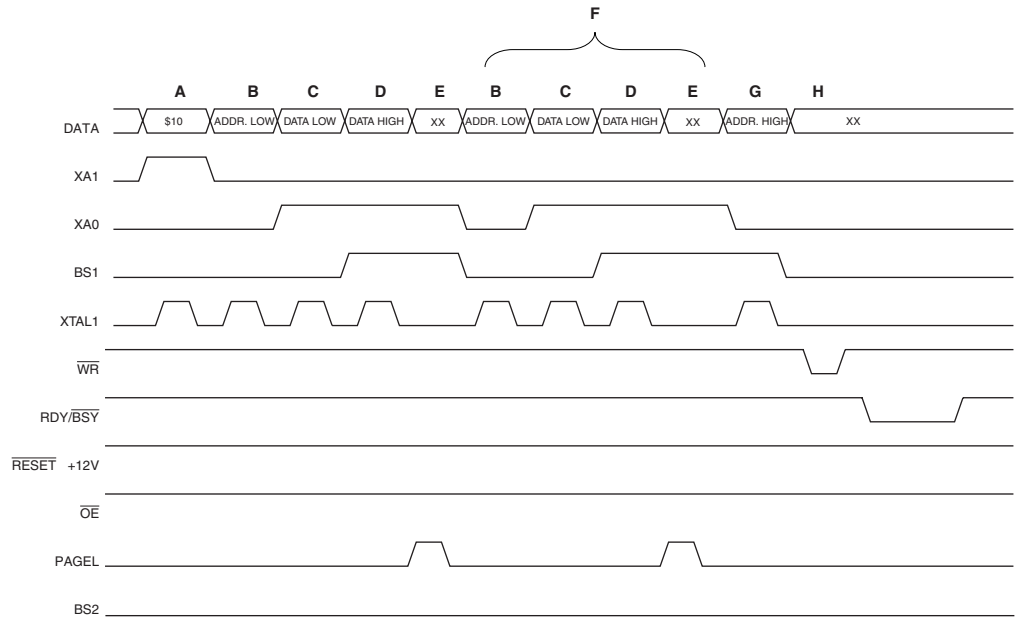 F
A B C D E B C D E G H
DATA $10 ADDR. LOW DATA LOW DATA HIGH XX ADDR. LOW DATA LOW DATA HIGH XX ADDR. HIGH XX
XA1
XA0
BS1
XTAL1
WR
RDY/BSY
RESET +12V
OE
PAGEL
BS2